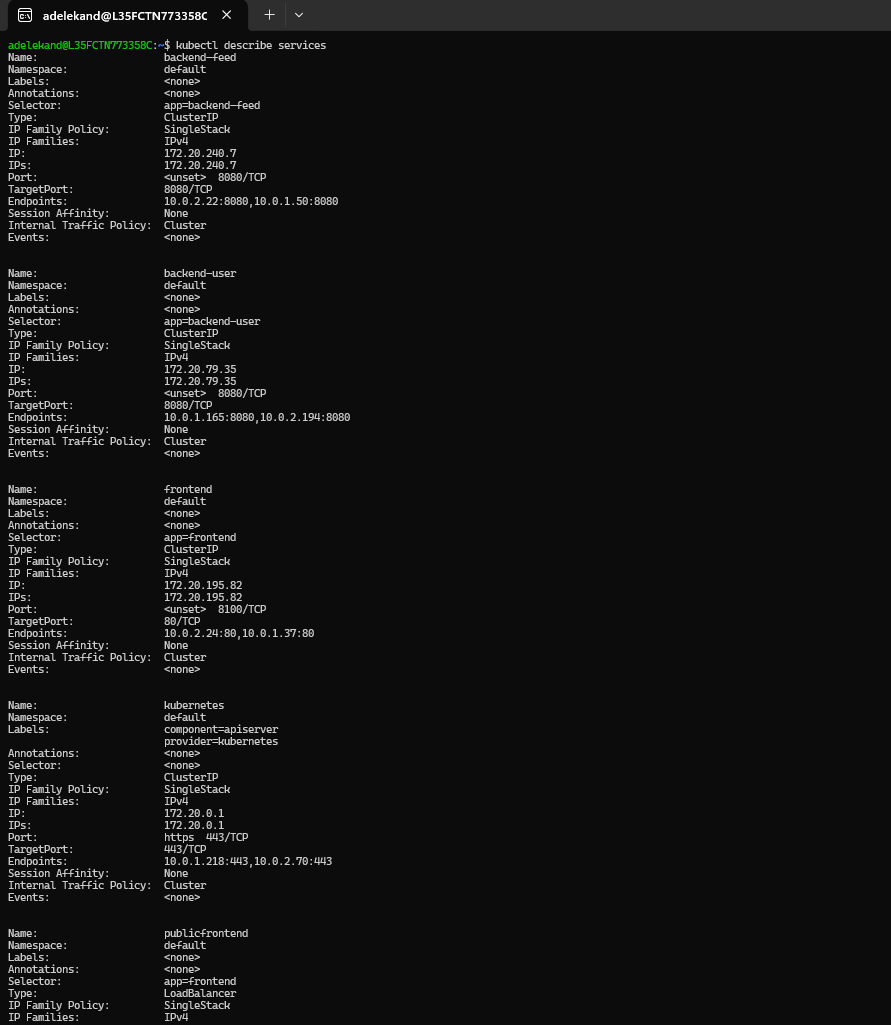 adelekand@L35FCTN773358C
adelekand@L35FCTN773358C:~$ kubectl describe services
Name:                     backend-feed
Namespace:                default
Labels:                   <none>
Annotations:              <none>
Selector:                 app=backend-feed
Type:                     ClusterIP
IP Family Policy:         SingleStack
IP Families:              IPv4
IP:                       172.20.240.7
IPs:                      172.20.240.7
Port:                     <unset>  8080/TCP
TargetPort:               8080/TCP
Endpoints:                10.0.2.22:8080,10.0.1.50:8080
Session Affinity:         None
Internal Traffic Policy:  Cluster
Events:                   <none>
Name:                     backend-user
Namespace:                default
Labels:                   <none>
Annotations:              <none>
Selector:                 app=backend-user
Type:                     ClusterIP
IP Family Policy:         SingleStack
IP Families:              IPv4
IP:                       172.20.79.35
IPs:                      172.20.79.35
Port:                     <unset>  8080/TCP
TargetPort:               8080/TCP
Endpoints:                10.0.1.165:8080,10.0.2.194:8080
Session Affinity:         None
Internal Traffic Policy:  Cluster
Events:                   <none>
Name:                     frontend
Namespace:                default
Labels:                   <none>
Annotations:              <none>
Selector:                 app=frontend
Type:                     ClusterIP
IP Family Policy:         SingleStack
IP Families:              IPv4
IP:                       172.20.195.82
IPs:                      172.20.195.82
Port:                     <unset>  8100/TCP
TargetPort:               80/TCP
Endpoints:                10.0.2.24:80,10.0.1.37:80
Session Affinity:         None
Internal Traffic Policy:  Cluster
Events:                   <none>
Name:                     kubernetes
Namespace:                default
Labels:                   component=apiserver
                          provider=kubernetes
Annotations:              <none>
Selector:                 <none>
Type:                     ClusterIP
IP Family Policy:         SingleStack
IP Families:              IPv4
IP:                       172.20.0.1
IPs:                      172.20.0.1
Port:                     https  443/TCP
TargetPort:               443/TCP
Endpoints:                10.0.1.218:443,10.0.2.70:443
Session Affinity:         None
Internal Traffic Policy:  Cluster
Events:                   <none>
Name:                     publicfrontend
Namespace:                default
Labels:                   <none>
Annotations:              <none>
Selector:                 app=frontend
Type:                     LoadBalancer
IP Family Policy:         SingleStack
IP Families:              IPv4